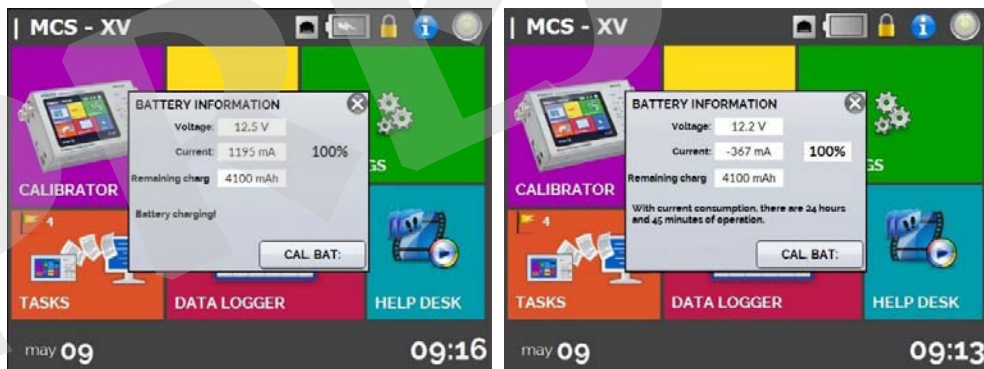 | MCS - XV
BATTERY INFORMATION
Voltage: 12.5 V
Current: 1195 mA 100%
Remaining charg 4100 mAh
Battery charging!
CAL. BAT:
GS
CALIBRATOR
4
TASKS
DATA LOGGER
HELP DESK
may 09
09:16
| MCS - XV
BATTERY INFORMATION
Voltage: 12.2 V
Current: -367 mA 100%
Remaining charg 4100 mAh
With current consumption, there are 24 hours
and 45 minutes of operation.
CAL. BAT:
GS
CALIBRATOR
4
TASKS
DATA LOGGER
HELP DESK
may 09
09:13